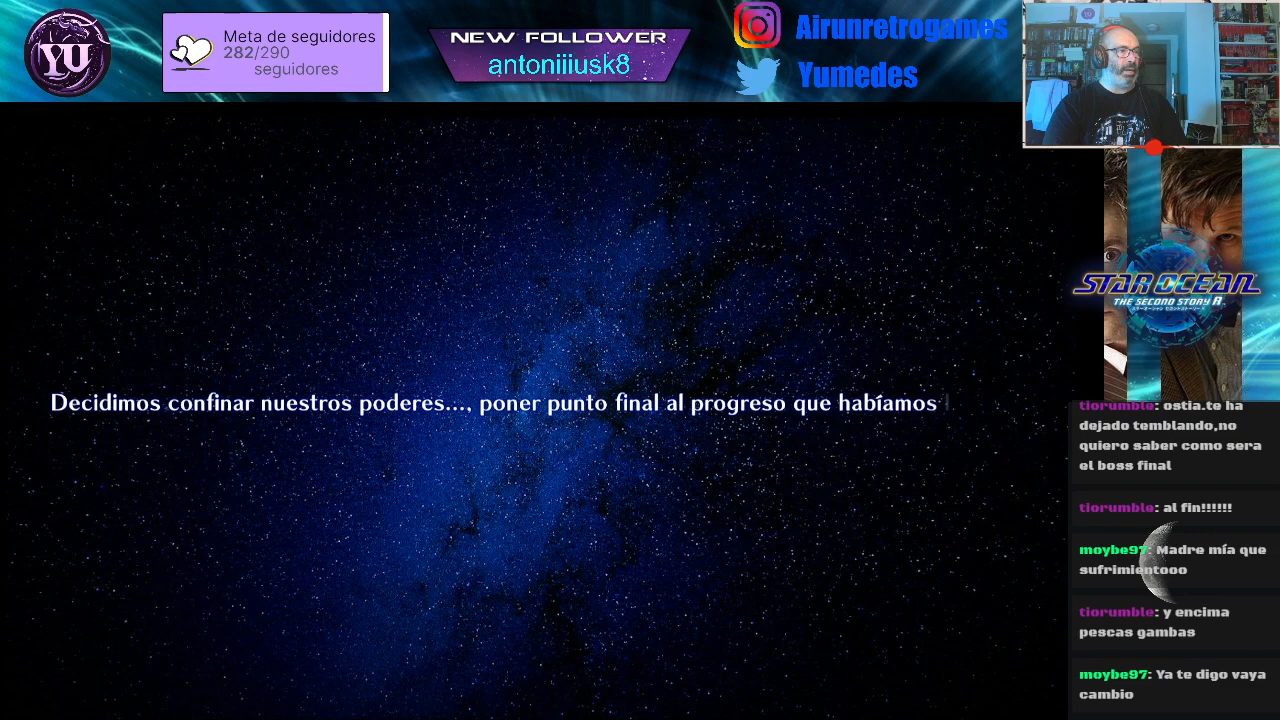 YU
Meta de seguidores
282/290
seguidores
NEW FOLLOWER
antoniiiusk8
Airunretrogames
Yumedes
STAR OCEAN
THE SECOND STORY R
Decidimos confinar nuestros poderes..., poner punto final al progreso que habíamos
tiorumble: ostia.te ha
dejado temblando,no
quiero saber como sera
el boss final
tiorumble: al fin!!!!!!
moybe97: Madre mía que
sufrimientooo
tiorumble: y encima
pescas gambas
moybe97: Ya te digo vaya
cambio